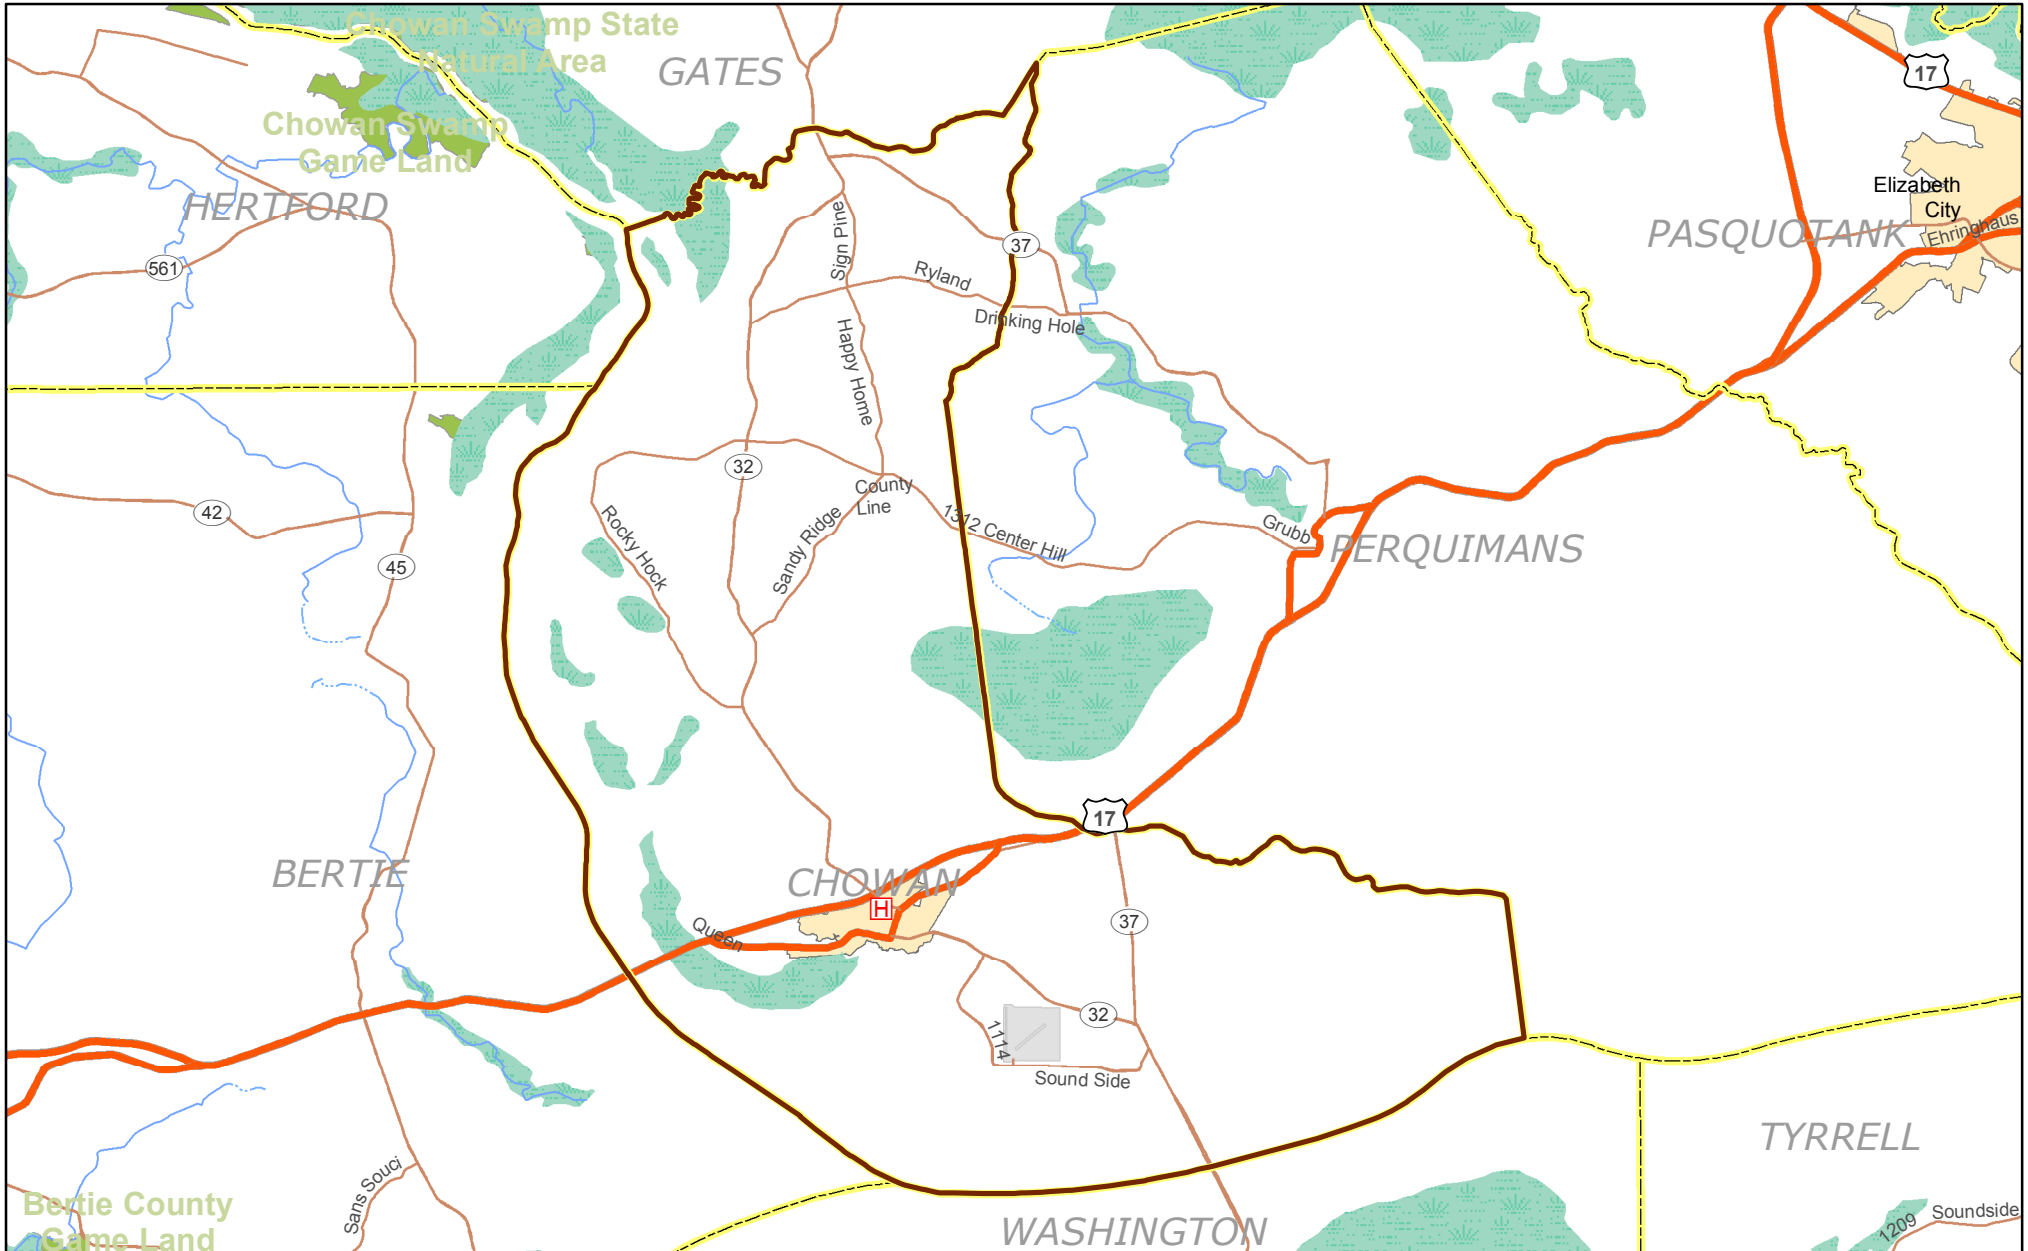 Chowan Swamp State
Natural Area
GATES
17
Chowan Swamp
Game Land
HERTFORD
Elizabeth
City
PASQUOTANK
Ehringhaus
Sign Pine
37
561
Ryland
Drinking Hole
Happy Home
32
County
Line
42
Rocky Hock
Sandy Ridge
1312 Center Hill
Grubb
PERQUIMANS
45
17
BERTIE
CHOWAN
H
Queen
37
32
1114
Sound Side
TYRRELL
Sans Souci
Bertie County
Game Land
WASHINGTON
1209
Soundside